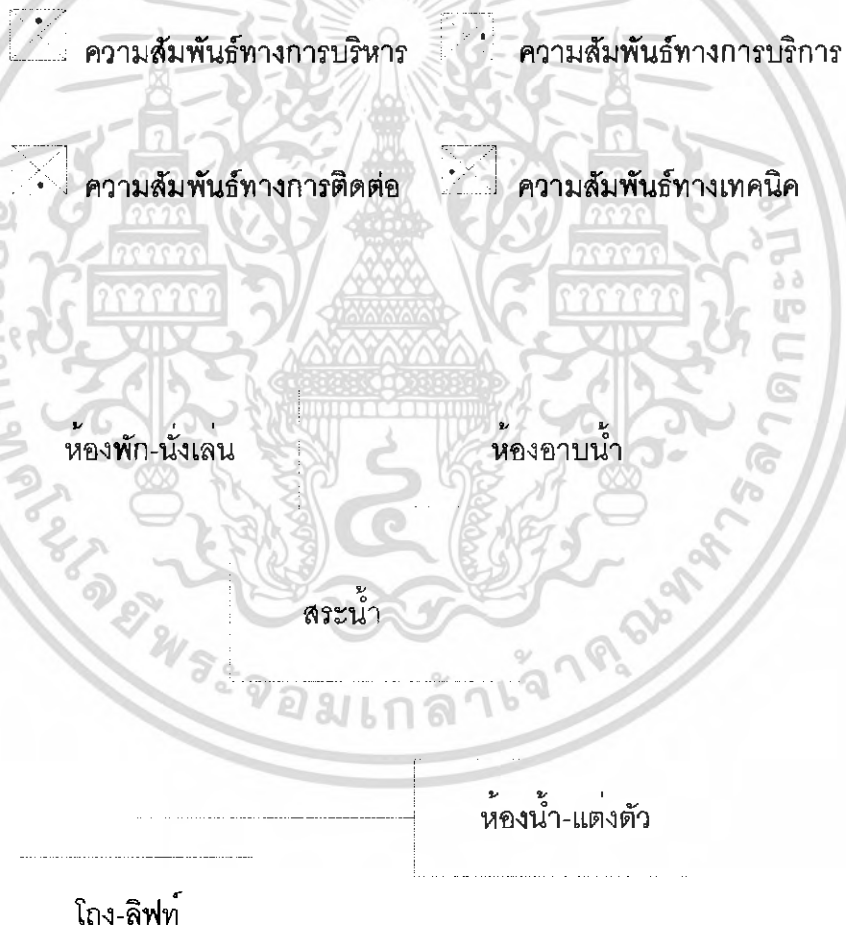 ความสัมพันธ์ทางการบริหาร ความสัมพันธ์ทางการบริการ
ความสัมพันธ์ทางการติดต่อ ความสัมพันธ์ทางเทคนิค
ห้องพัก-นั่งเล่น ห้องอาบน้ำ
สระน้ำ
ห้องน้ำ-แต่งตัว
โถง-ลิฟท์